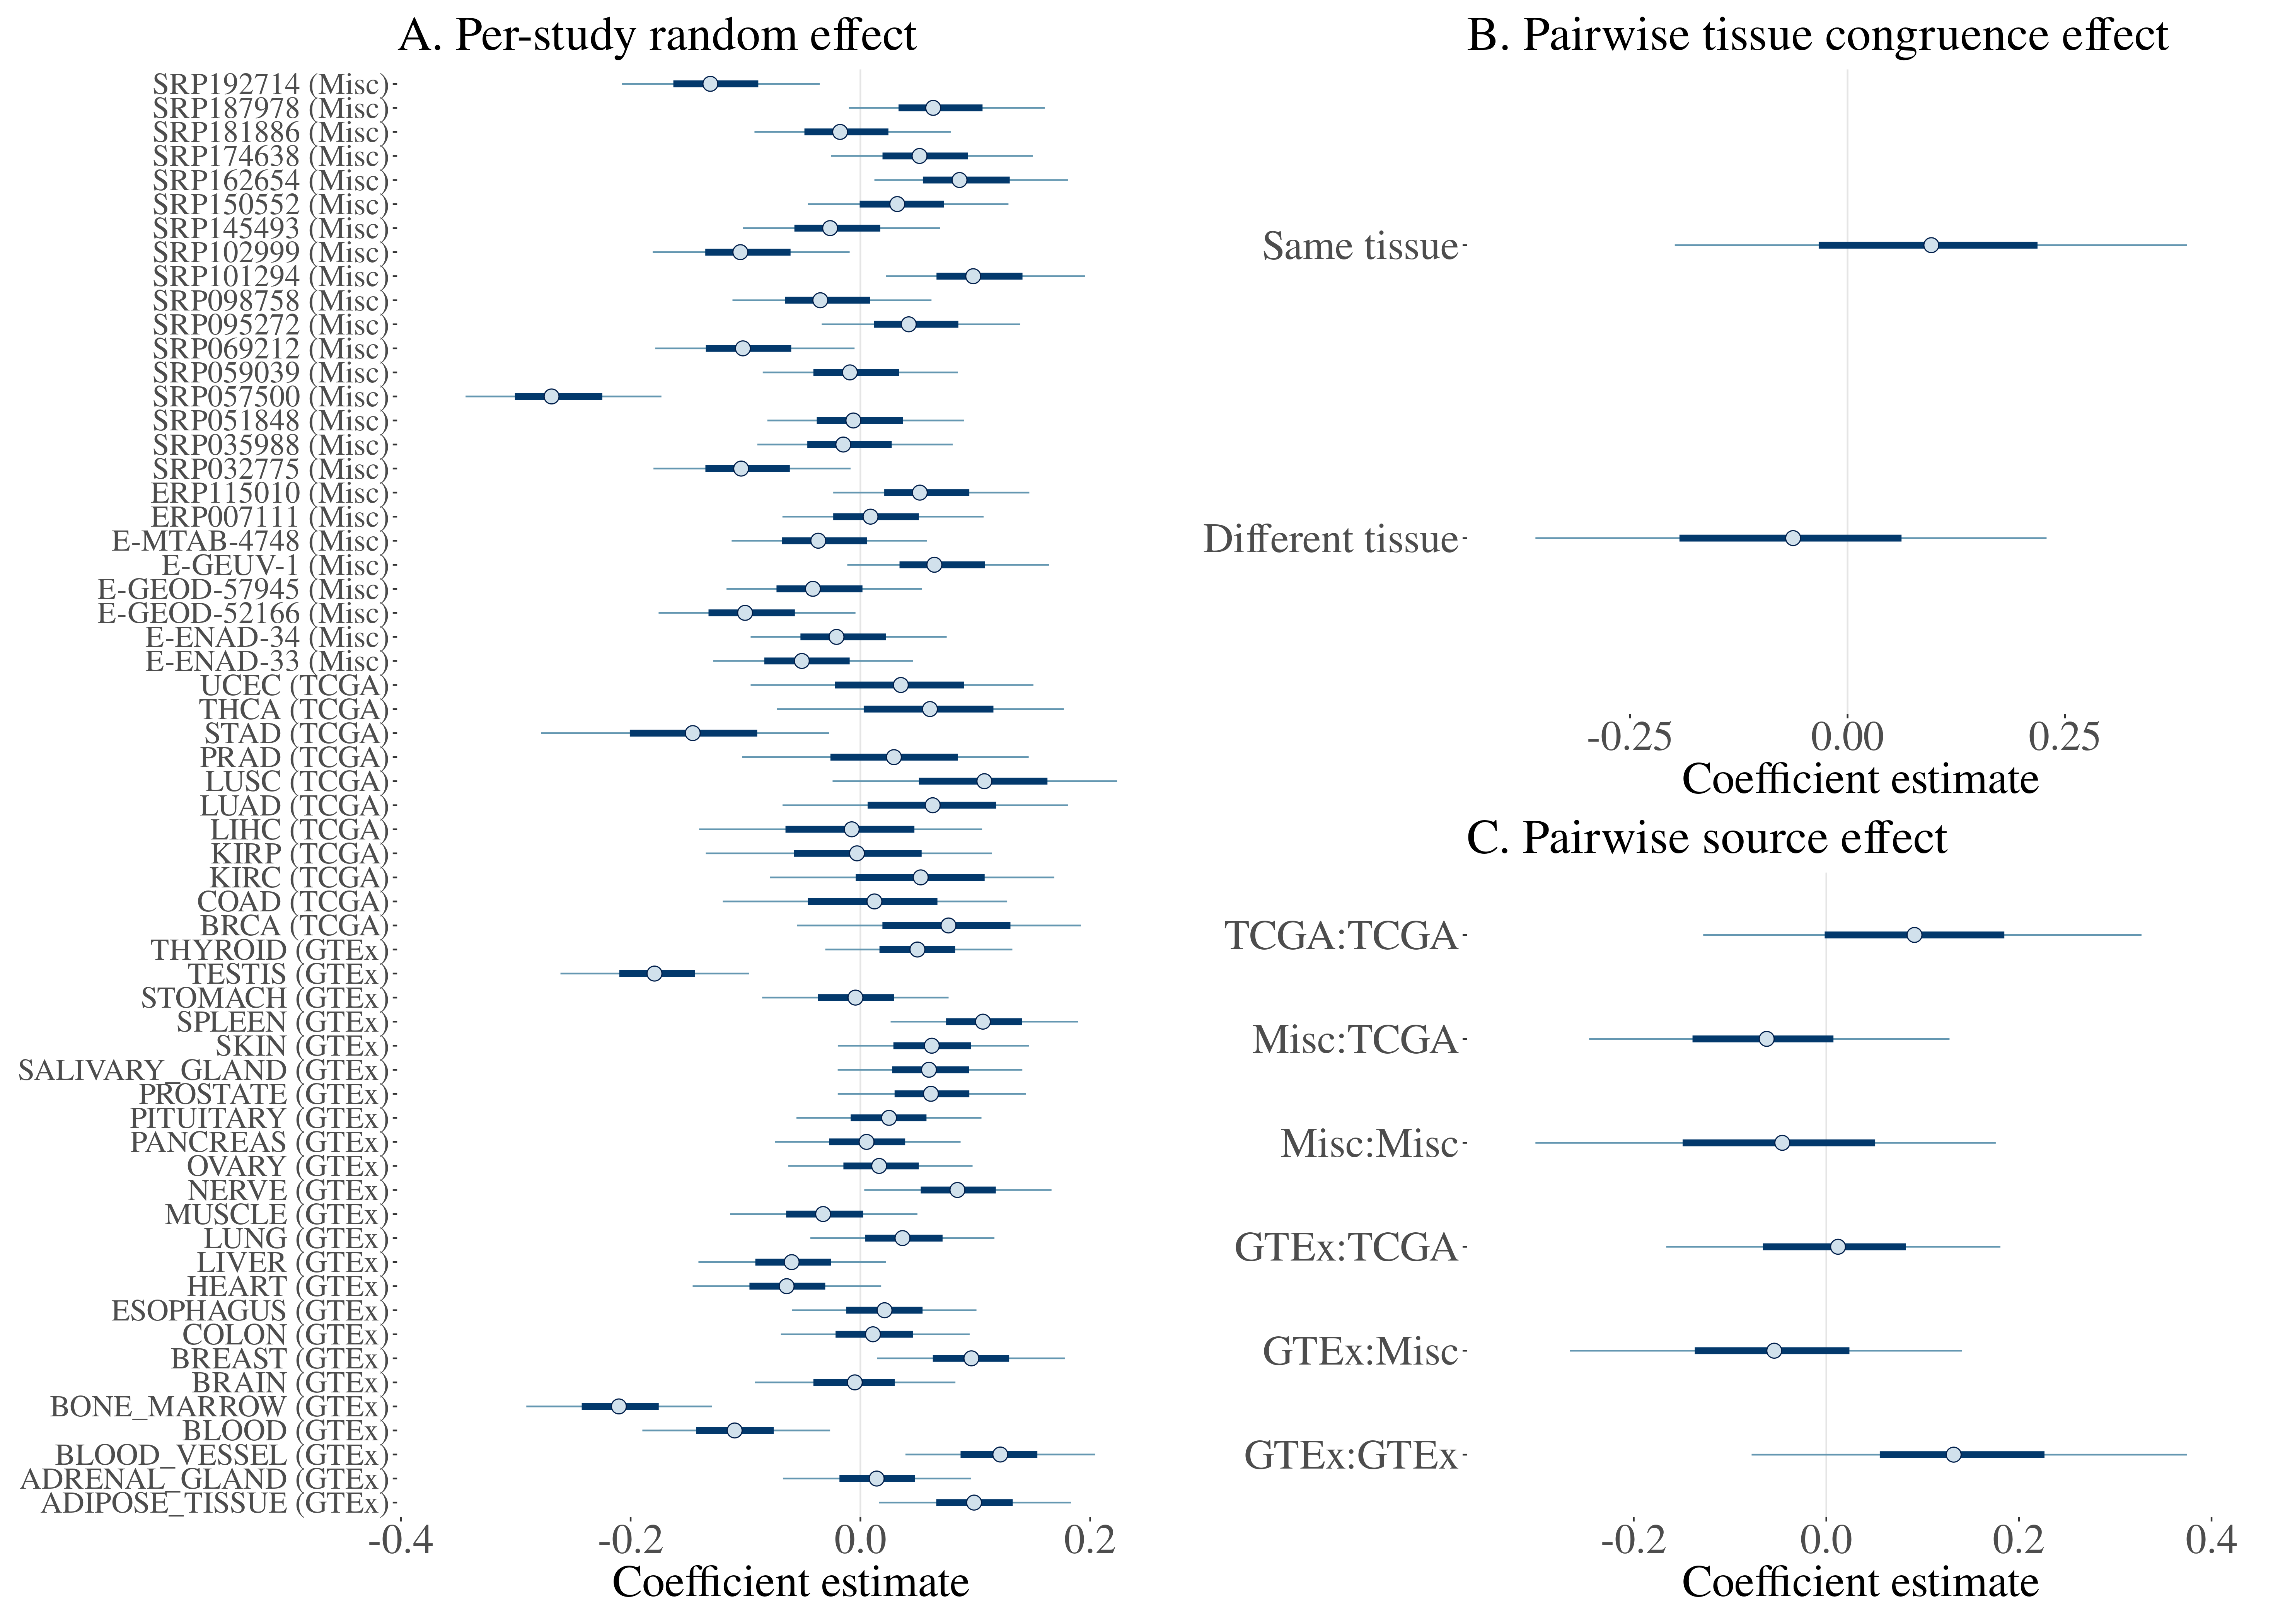 A. Per-study random effect
SRP192714 (Misc)
SRP187978 (Misc)
SRP181886 (Misc)
SRP174638 (Misc)
SRP162654 (Misc)
SRP150552 (Misc)
SRP145493 (Misc)
SRP102999 (Misc)
SRP101294 (Misc)
SRP098758 (Misc)
SRP095272 (Misc)
SRP069212 (Misc)
SRP059039 (Misc)
SRP057500 (Misc)
SRP051848 (Misc)
SRP035988 (Misc)
SRP032775 (Misc)
ERP115010 (Misc)
ERP007111 (Misc)
E-MTAB-4748 (Misc)
E-GEUV-1 (Misc)
E-GEOD-57945 (Misc)
E-GEOD-52166 (Misc)
E-ENAD-34 (Misc)
E-ENAD-33 (Misc)
UCEC (TCGA)
THCA (TCGA)
STAD (TCGA)
PRAD (TCGA)
LUSC (TCGA)
LUAD (TCGA)
LIHC (TCGA)
KIRP (TCGA)
KIRC (TCGA)
COAD (TCGA)
BRCA (TCGA)
THYROID (GTEx)
TESTIS (GTEx)
STOMACH (GTEx)
SPLEEN (GTEx)
SKIN (GTEx)
SALIVARY_GLAND (GTEx)
PROSTATE (GTEx)
PITUITARY (GTEx)
PANCREAS (GTEx)
OVARY (GTEx)
NERVE (GTEx)
MUSCLE (GTEx)
LUNG (GTEx)
LIVER (GTEx)
HEART (GTEx)
ESOPHAGUS (GTEx)
COLON (GTEx)
BREAST (GTEx)
BRAIN (GTEx)
BONE_MARROW (GTEx)
BLOOD (GTEx)
BLOOD_VESSEL (GTEx)
ADRENAL_GLAND (GTEx)
ADIPOSE_TISSUE (GTEx)
-0.4 -0.2 0.0 0.2
Coefficient estimate
B. Pairwise tissue congruence effect
Same tissue
Different tissue
-0.25 0.00 0.25
Coefficient estimate
C. Pairwise source effect
TCGA:TCGA
Misc:TCGA
Misc:Misc
GTEx:TCGA
GTEx:Misc
GTEx:GTEx
-0.2 0.0 0.2 0.4
Coefficient estimate